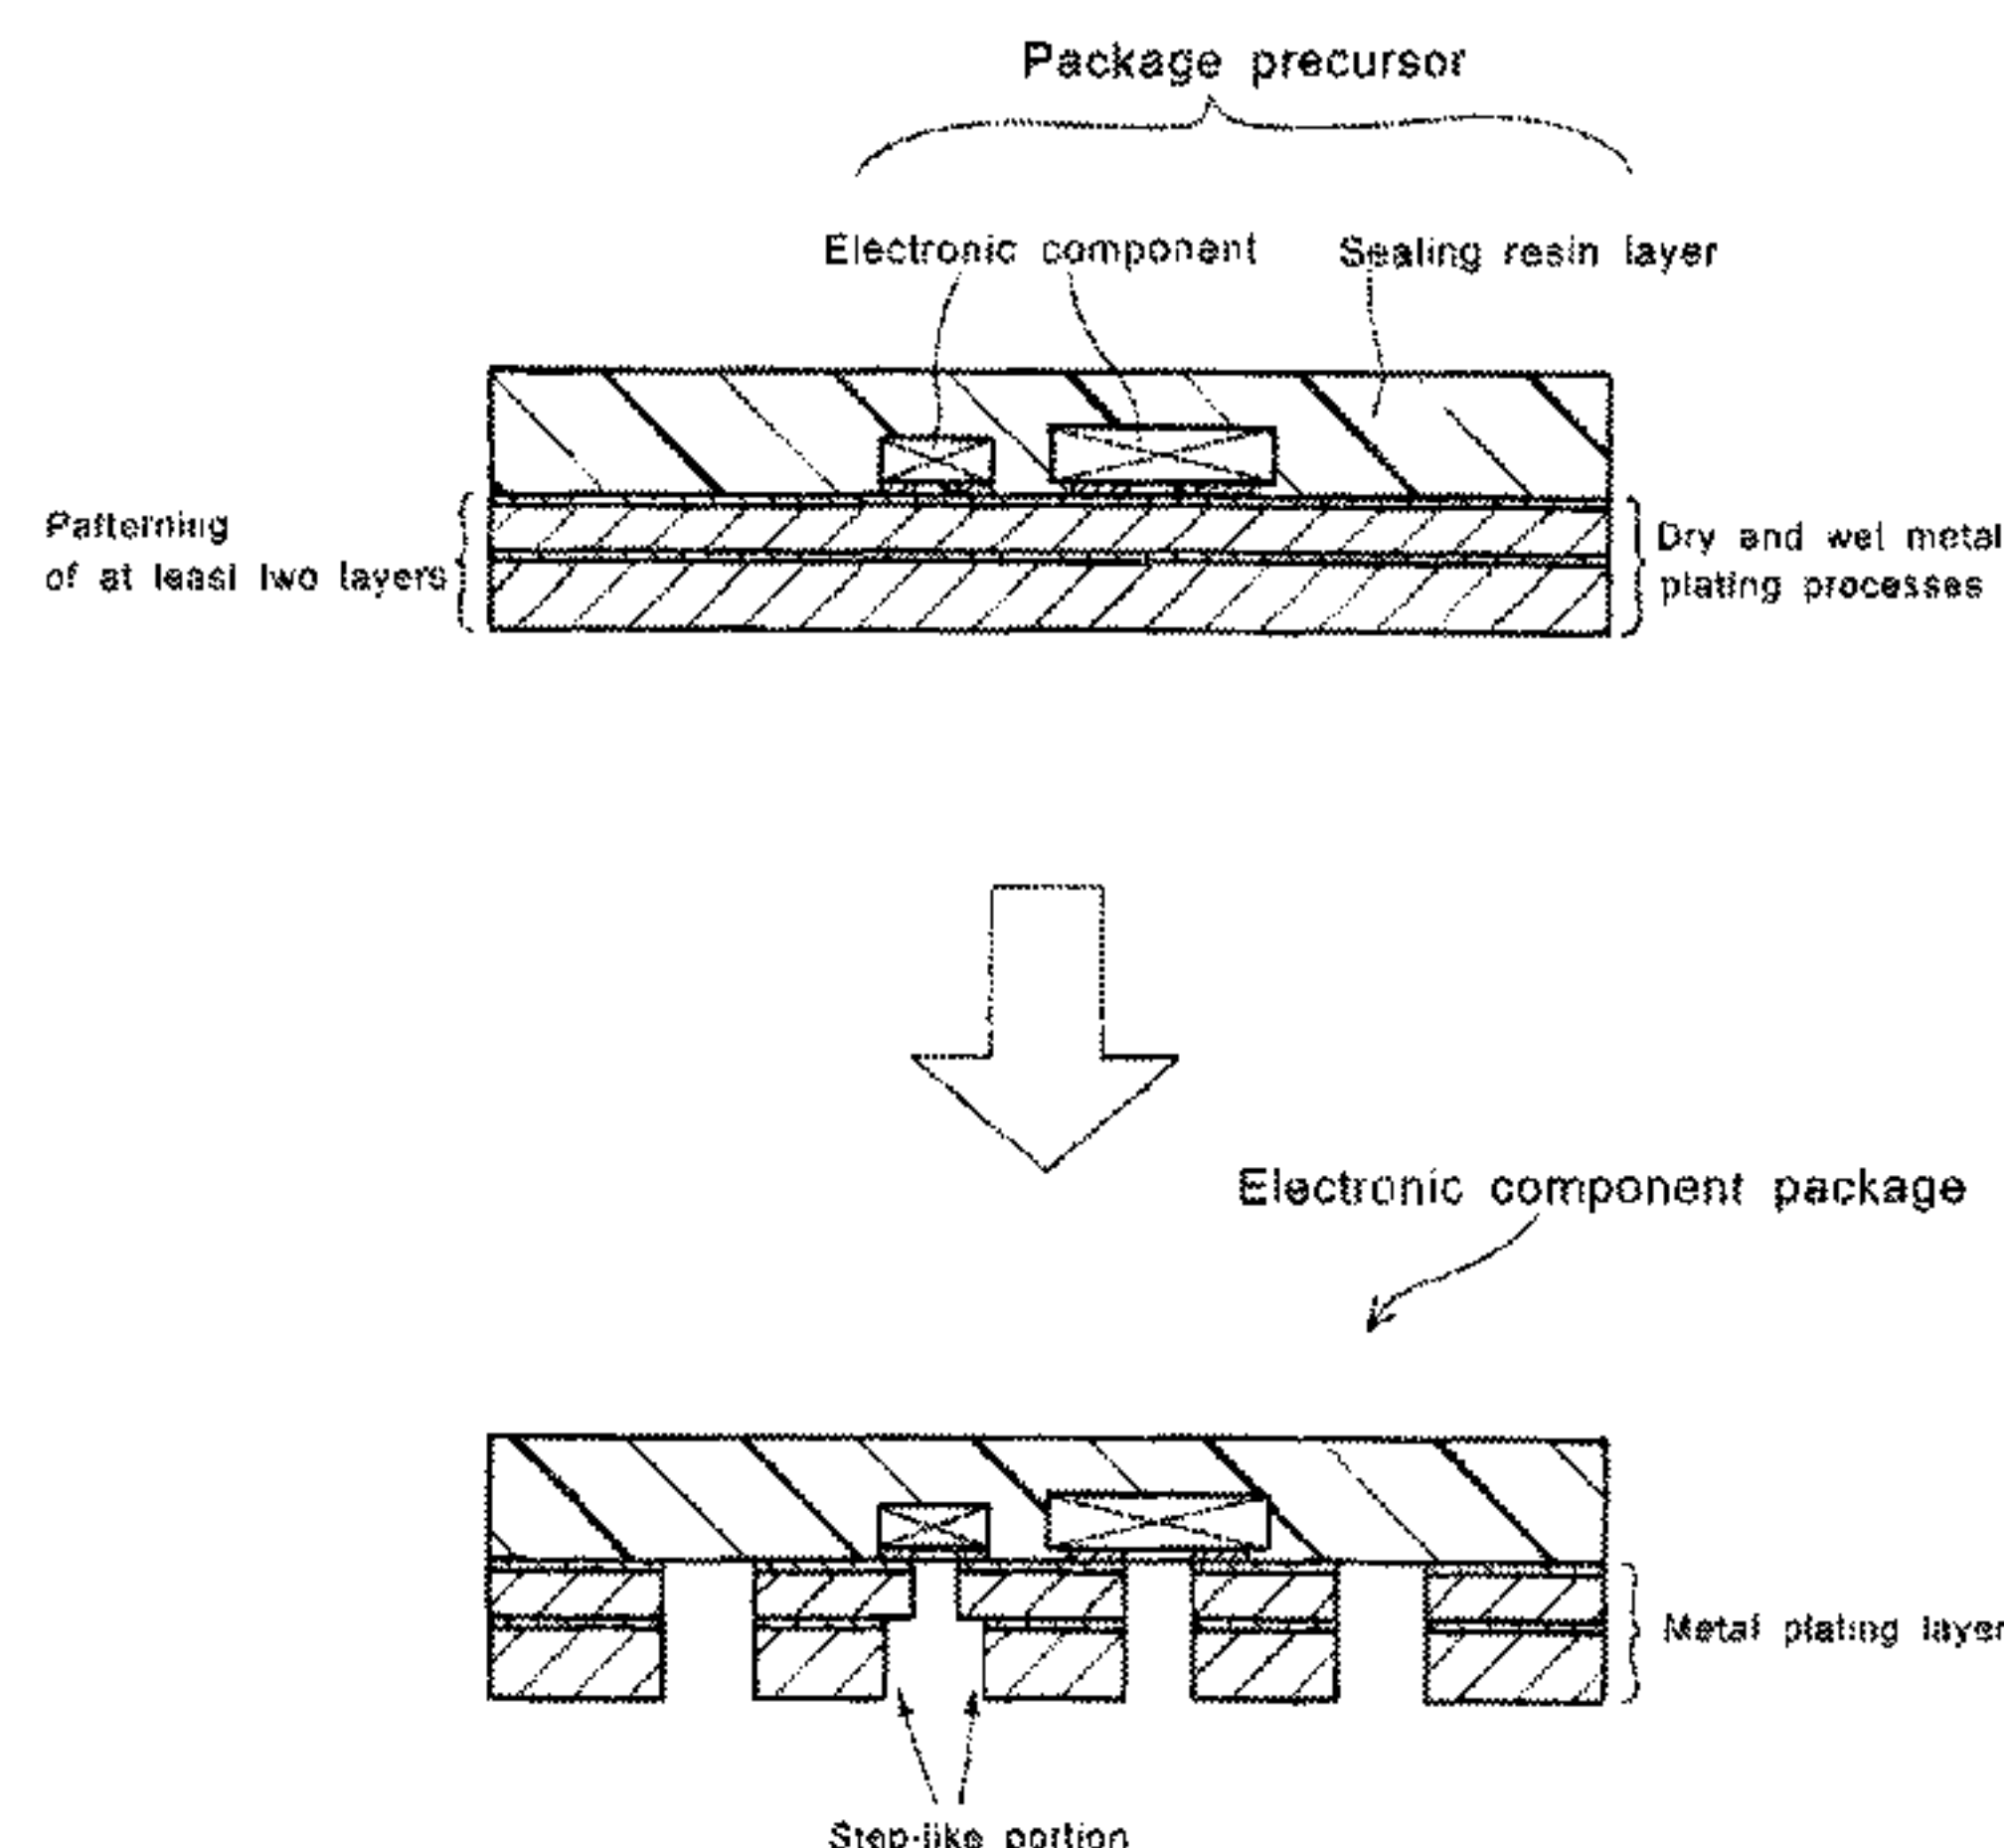 Package precursor
Electronic component
Sealing resin layer
Patterning
of at least two layers
Dry and wet metal
plating processes
Electronic component package
Metal plating layer
Step-like portion